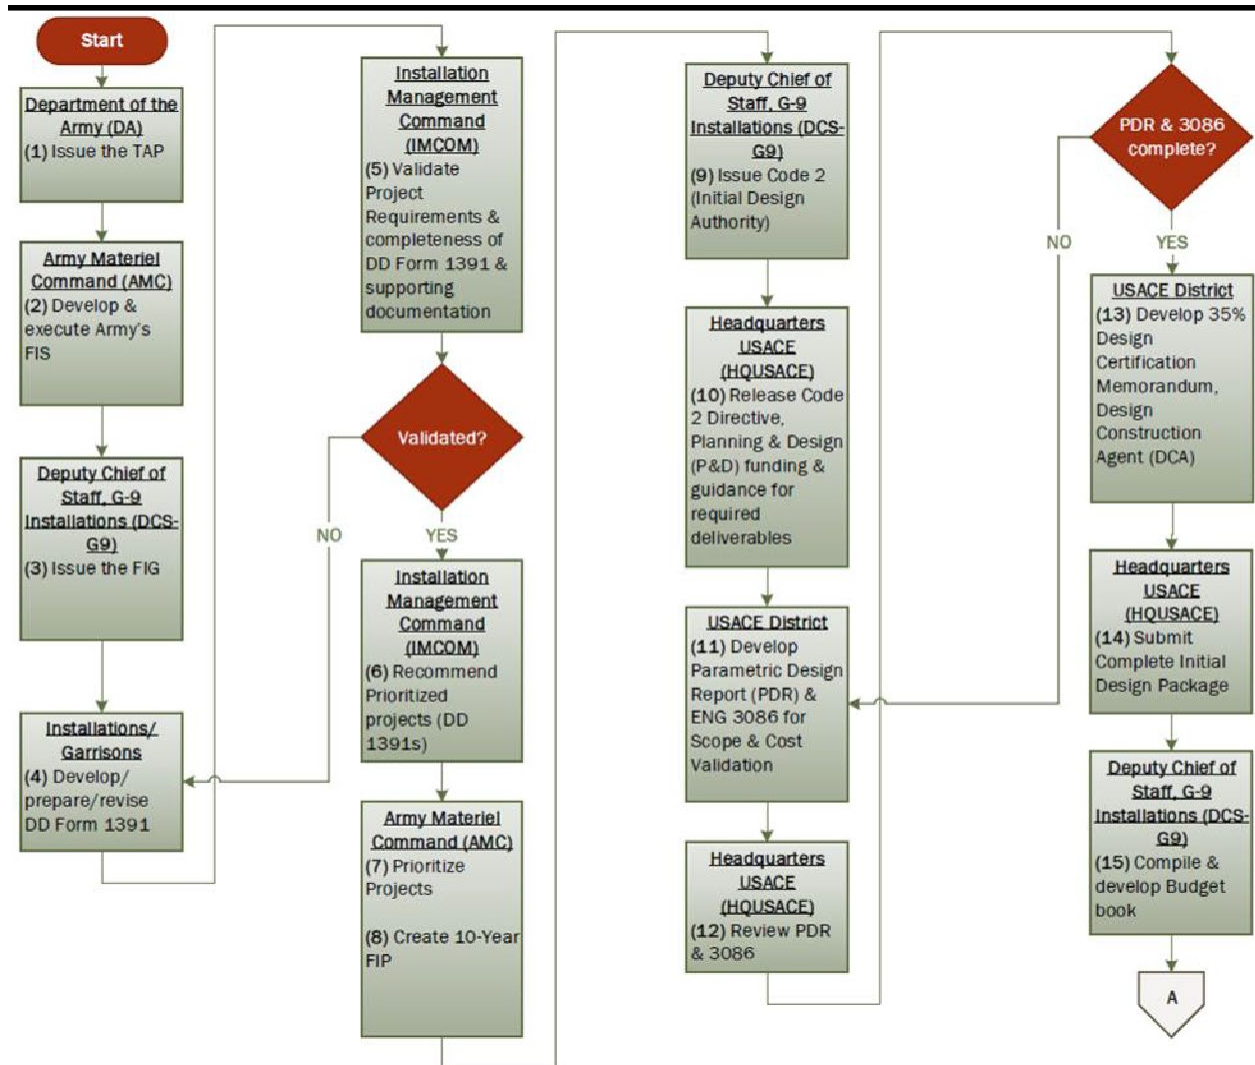 Start
Department of the
Army (DA)
(1) Issue the TAP
Army Materiel
Command (AMC)
(2) Develop &
execute Army's
FIS
Deputy Chief of
Staff, G-9
Installations (DCS-
G9)
(3) Issue the FIG
Installations/
Garrisons
(4) Develop/
prepare/revise
DD Form 1391
Installation
Management
Command
(IMCOM)
(5) Validate
Project
Requirements &
completeness of
DD Form 1391 &
supporting
documentation
Validated?
NO
YES
Installation
Management
Command
(IMCOM)
(6) Recommend
Prioritized
projects (DD
1391s)
Army Materiel
Command (AMC)
(7) Prioritize
Projects
(8) Create 10-Year
FIP
Deputy Chief of
Staff, G-9
Installations (DCS-
G9)
(9) Issue Code 2
(Initial Design
Authority)
Headquarters
USACE
(HQUSACE)
(10) Release Code
2 Directive,
Planning & Design
(P&D) funding &
guidance for
required
deliverables
USACE District
(11) Develop
Parametric Design
Report (PDR) &
ENG 3086 for
Scope & Cost
Validation
Headquarters
USACE
(HQUSACE)
(12) Review PDR
& 3086
PDR & 3086
complete?
NO
YES
USACE District
(13) Develop 35%
Design
Certification
Memorandum,
Design
Construction
Agent (DCA)
Headquarters
USACE
(HQUSACE)
(14) Submit
Complete Initial
Design Package
Deputy Chief of
Staff, G-9
Installations (DCS-
G9)
(15) Compile &
develop Budget
book
A